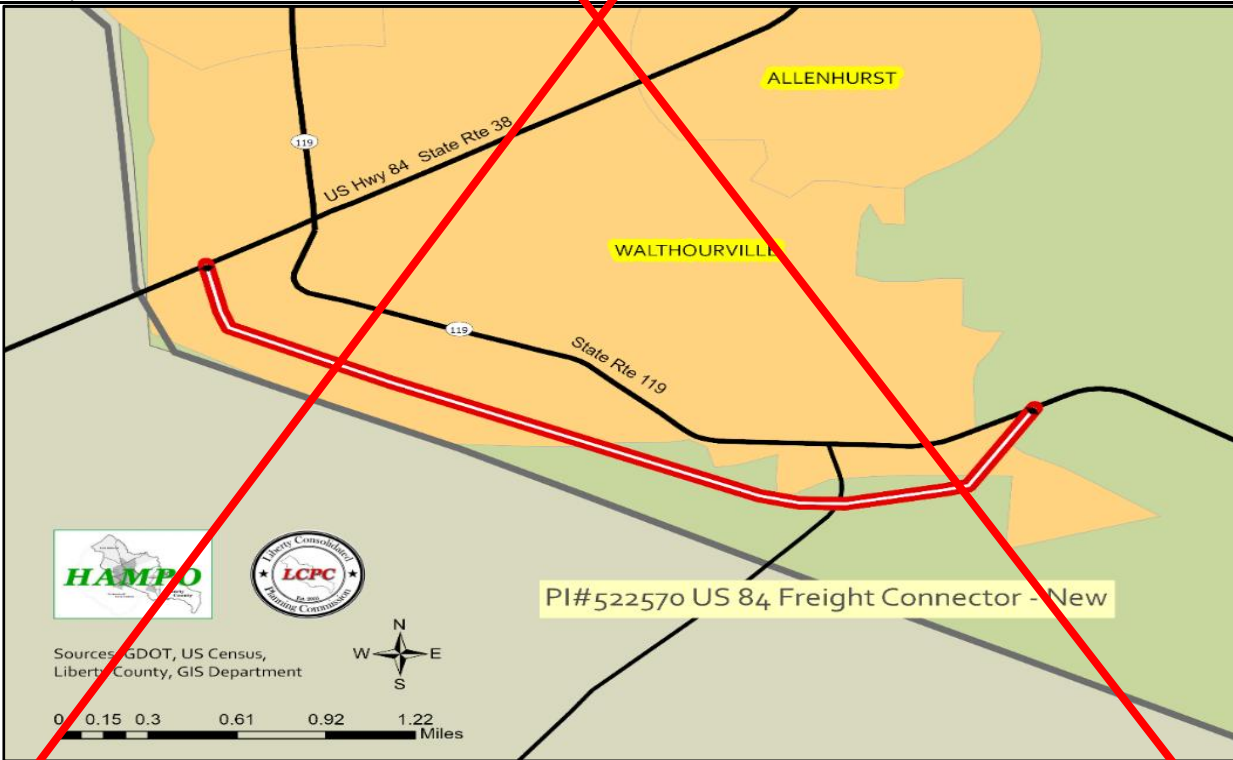 ALLENHURST
119
US Hwy 84 State Rte 38
WALTHOURVILLE
119
State Rte 119
HAMPO
Liberty Consolidated
LCPC
Planning Commission
PI#522570 US 84 Freight Connector - New
N
W E
S
Sources: GDOT, US Census,
Liberty County, GIS Department
0 0.15 0.3 0.61 0.92 1.22
Miles